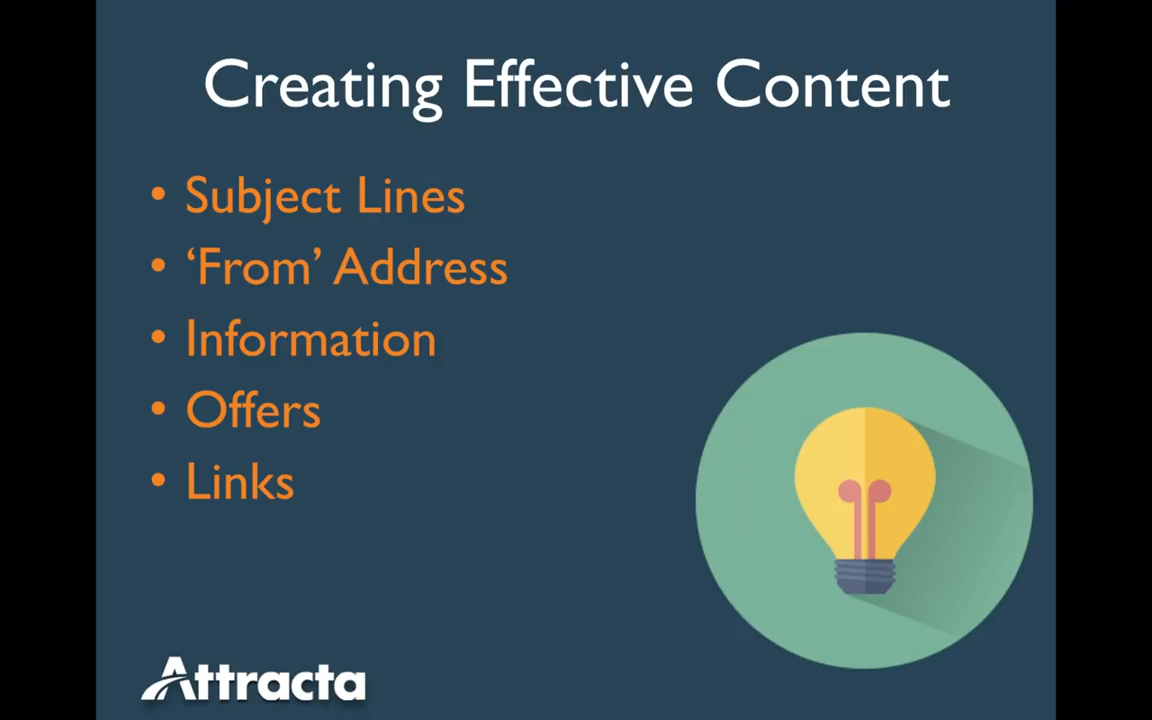 Creating Effective Content
• Subject Lines
• ‘From’ Address
• Information
• Offers
• Links
Attracta